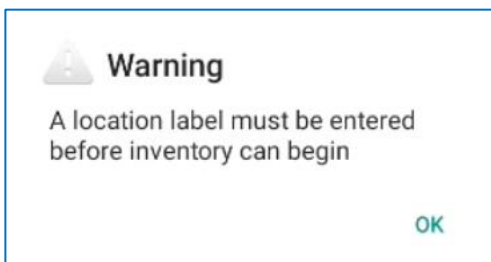 Warning
A location label must be entered
before inventory can begin
OK